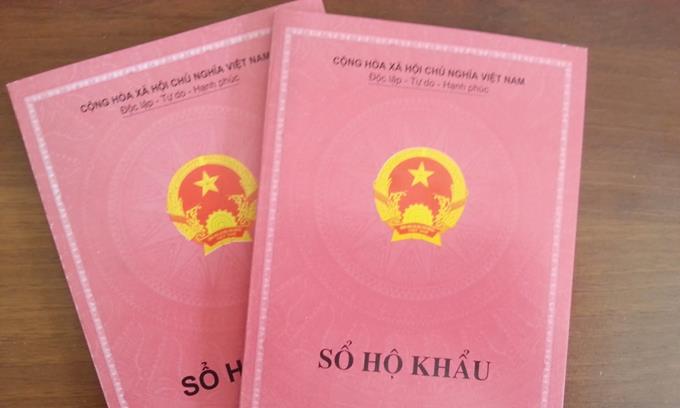 CỘNG HÒA XÃ HỘI CHỦ NGHĨA VIỆT NAM
Độc lập - Tự do - Hạnh phúc
SỔ H
CỘNG HÒA XÃ HỘI CHỦ NGHĨA VIỆT NAM
Độc lập - Tự do - Hạnh phúc
SỔ HỘ KHẨU